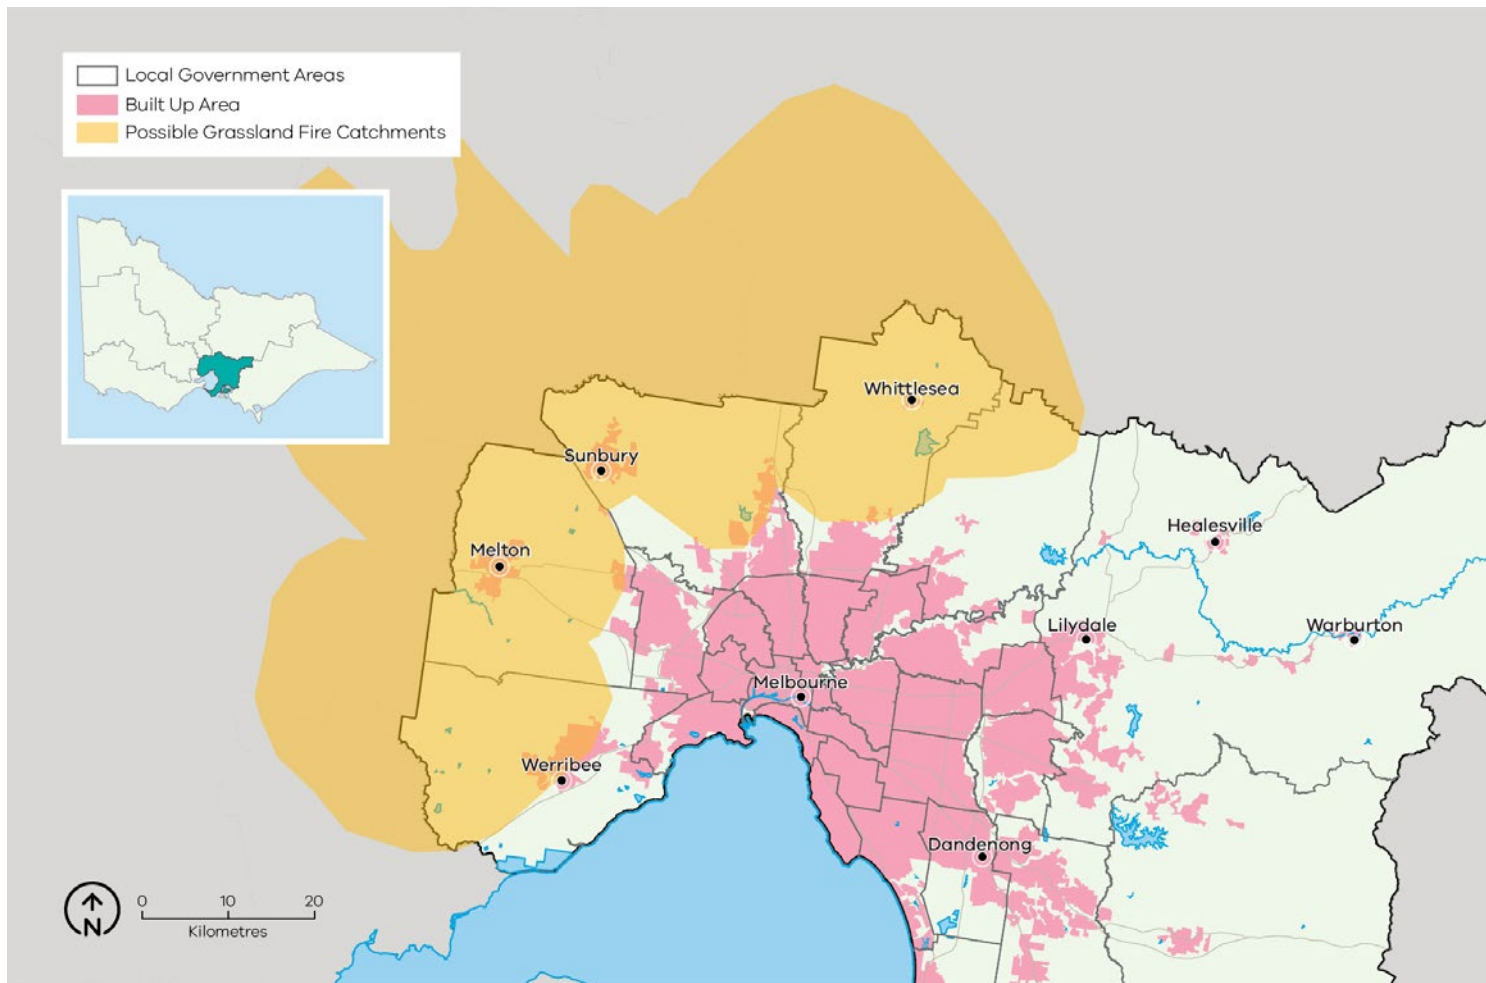 Local Government Areas
Built Up Area
Possible Grassland Fire Catchments
Whittlesea
Sunbury
Healesville
Melton
Lilydale
Warburton
Melbourne
Werribee
Dandenong
N
0 10 20
Kilometres